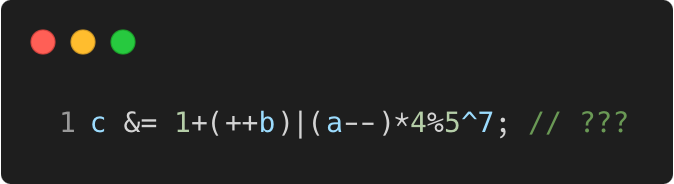 1 c &= 1+(++b)|(a--)*4%5^7; // ???